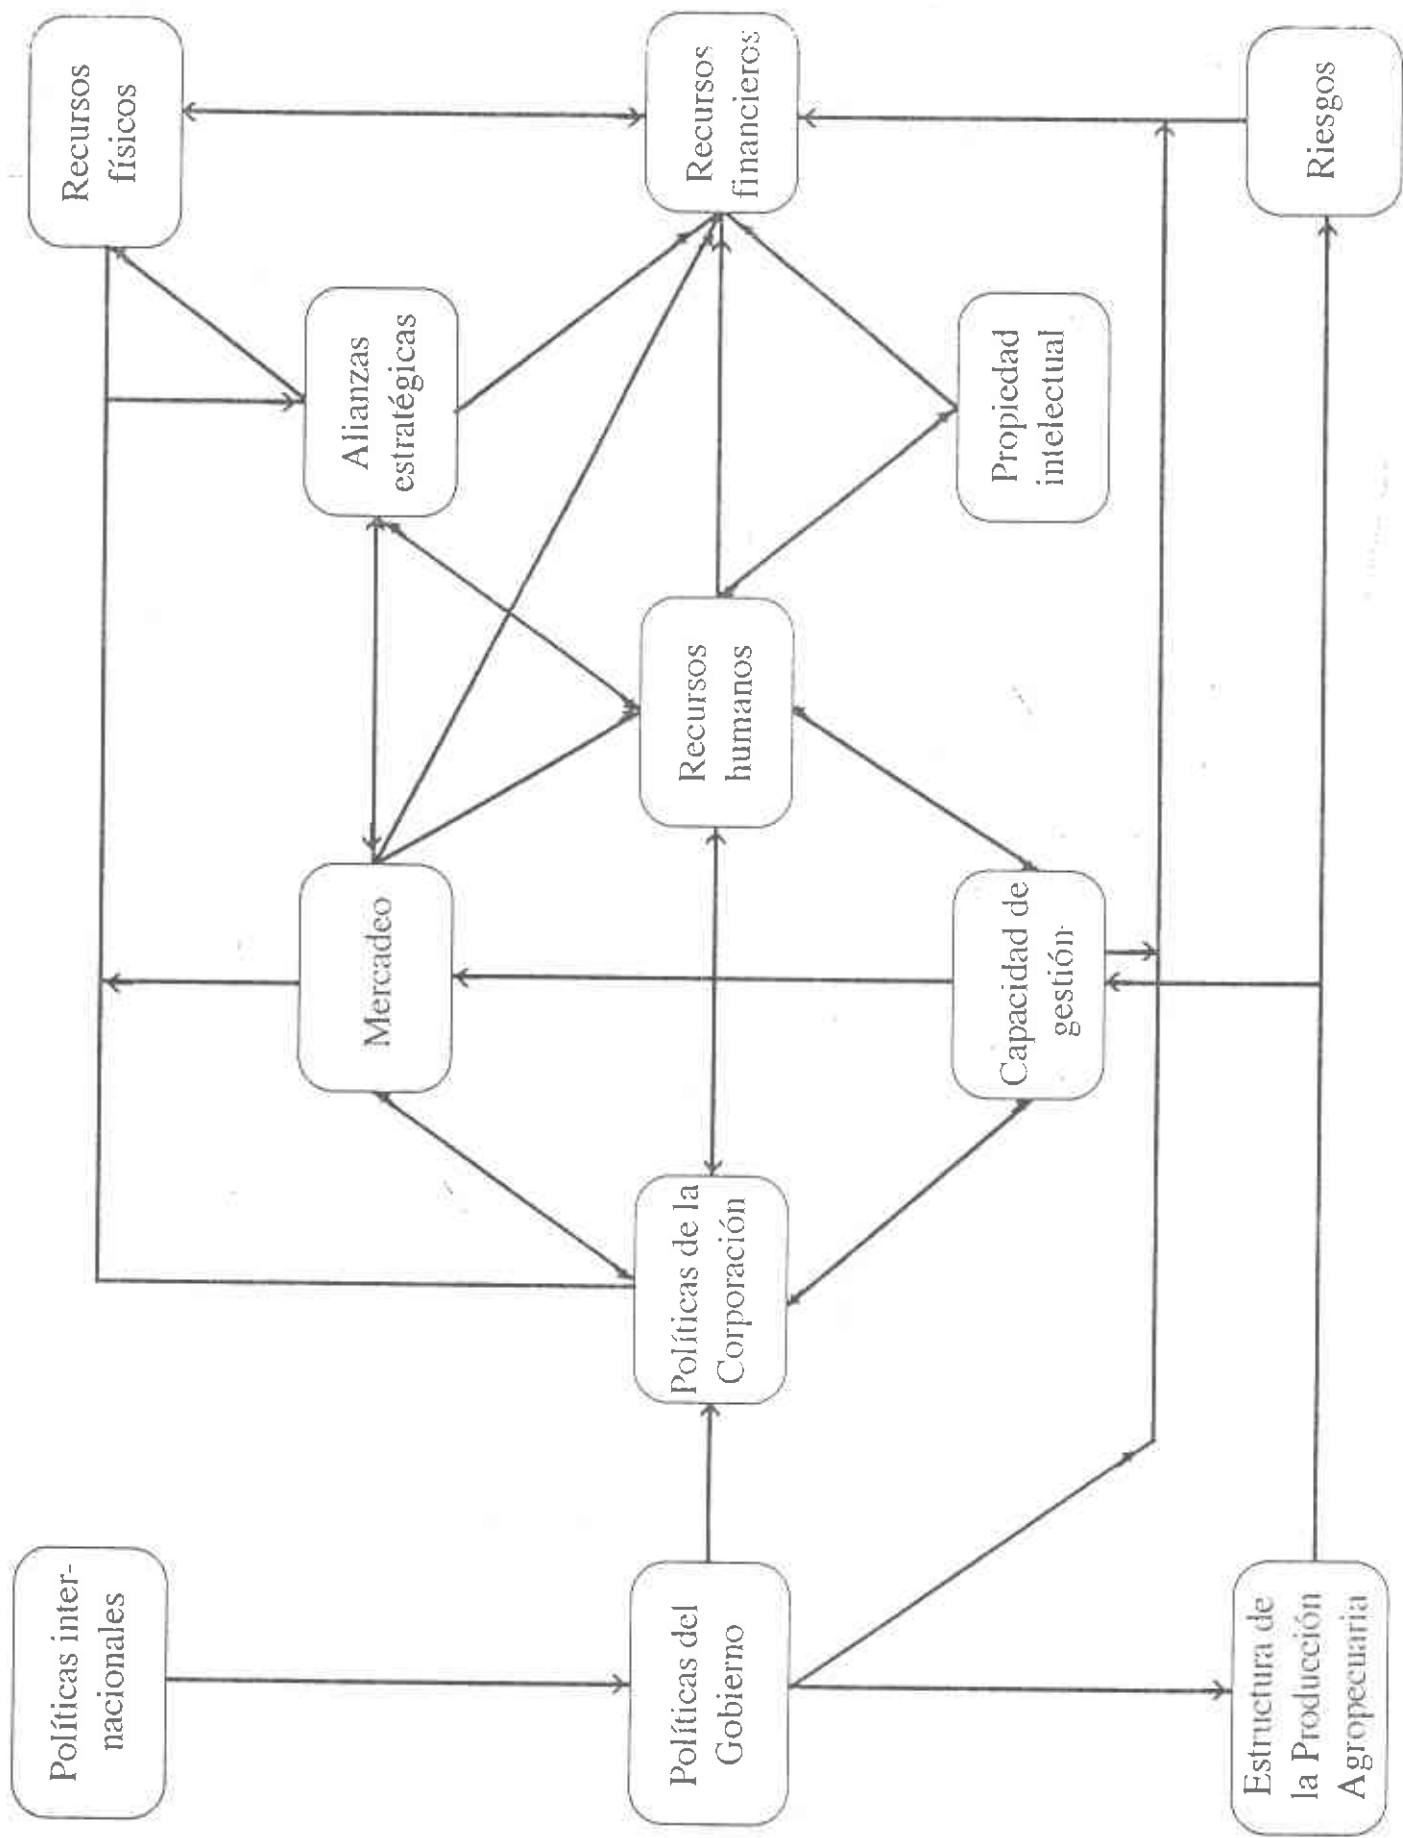 Políticas inter-
nacionales
Políticas del
Gobierno
Estructura de
la Producción
Agropecuaria
Políticas de la
Corporación
Mercadeo
Capacidad de
gestión
Recursos
humanos
Alianzas
estratégicas
Propiedad
intelectual
Recursos
físicos
Recursos
financieros
Riesgos